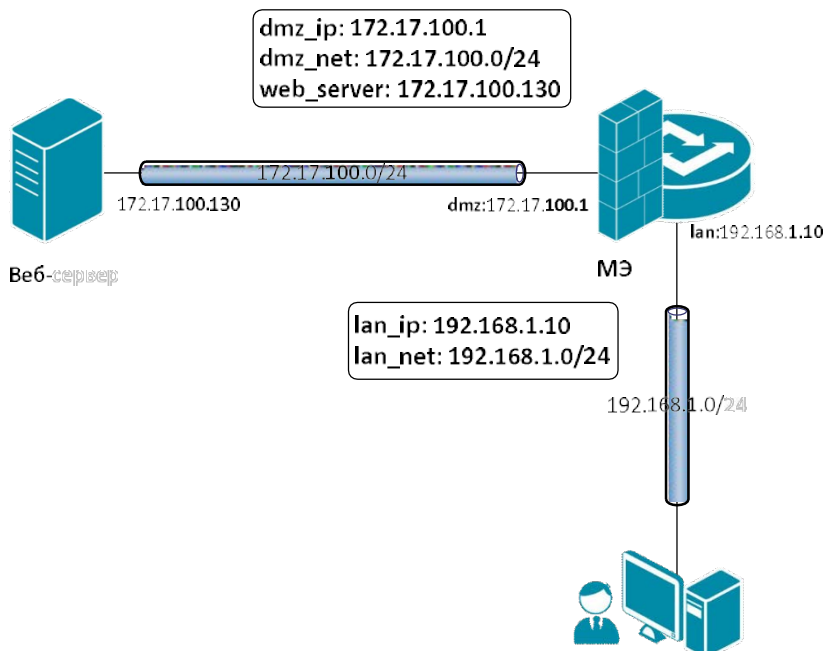 dmz_ip: 172.17.100.1
dmz_net: 172.17.100.0/24
web_server: 172.17.100.130
172.17.100.0/24
172.17.100.130
dmz:172.17.100.1
lan:192.168.1.10
Веб-сервер
МЭ
lan_ip: 192.168.1.10
lan_net: 192.168.1.0/24
192.168.1.0/24